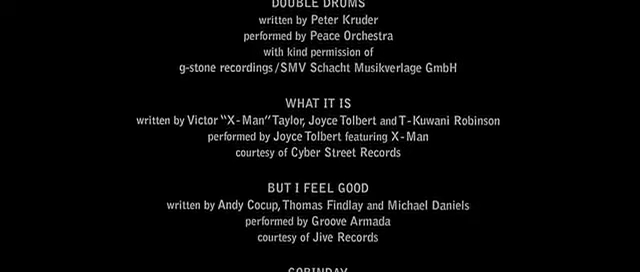 DOUBLE DRUMS
written by Peter Kruder
performed by Peace Orchestra
with kind permission of
g-stone recordings/SMV Schacht Musikverlage GmbH
WHAT IT IS
written by Victor "X-Man" Taylor, Joyce Tolbert and T-Kuwani Robinson
performed by Joyce Tolbert featuring X-Man
courtesy of Cyber Street Records
BUT I FEEL GOOD
written by Andy Cocup, Thomas Findlay and Michael Daniels
performed by Groove Armada
courtesy of Jive Records
GOBINDAY